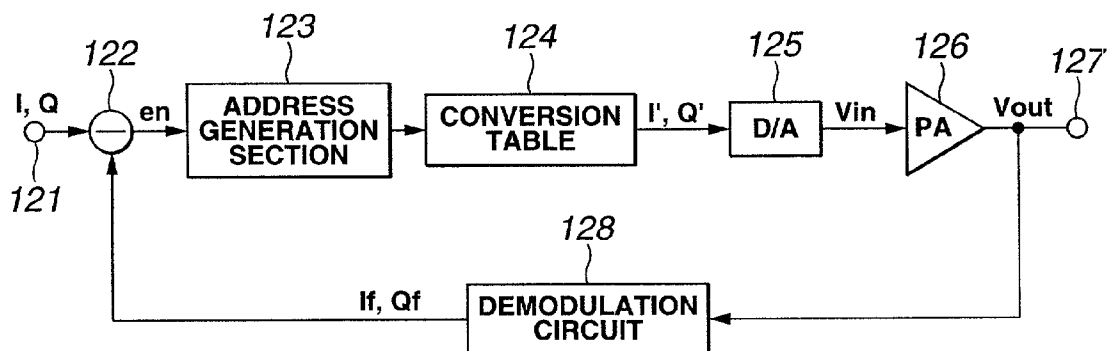 122
123
124
125
126
127
I, Q
en
ADDRESS
GENERATION
SECTION
CONVERSION
TABLE
I', Q'
D/A
Vin
PA
Vout
121
128
If, Qf
DEMODULATION
CIRCUIT